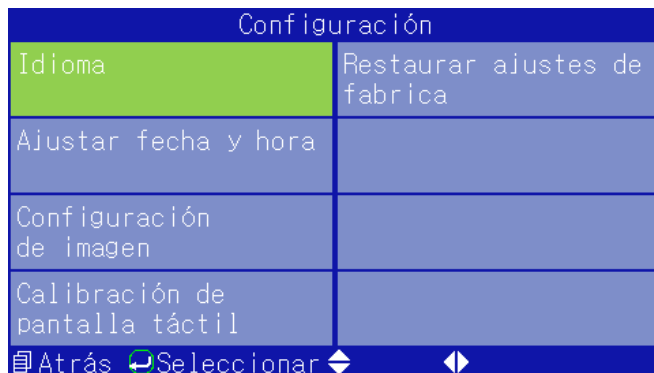 Configuración
Idioma
Restaurar ajustes de
fabrica
Ajustar fecha y hora
Configuración
de imagen
Calibración de
pantalla táctil
Atrás Seleccionar